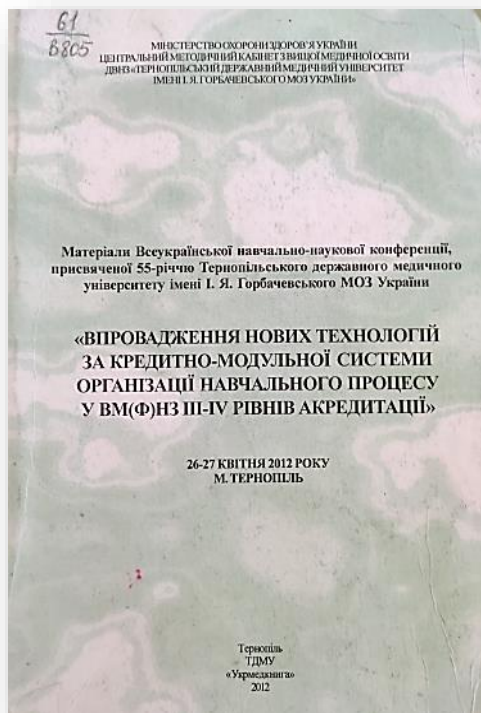 61
В805
МІНІСТЕРСТВО ОХОРОНИ ЗДОРОВ'Я УКРАЇНИ
ЦЕНТРАЛЬНИЙ МЕТОДИЧНИЙ КАБІНЕТ З ВИЩОЇ МЕДИЧНОЇ ОСВІТИ
ДВНЗ «ТЕРНОПІЛЬСЬКИЙ ДЕРЖАВНИЙ МЕДИЧНИЙ УНІВЕРСИТЕТ
ІМЕНІ І. Я. ГОРБАЧЕВСЬКОГО МОЗ УКРАЇНИ»
Матеріали Всеукраїнської навчально-наукової конференції,
присвяченої 55-річчю Тернопільського державного медичного
університету імені І. Я. Горбачевського МОЗ України
«ВПРОВАДЖЕННЯ НОВИХ ТЕХНОЛОГІЙ
ЗА КРЕДИТНО-МОДУЛЬНОЇ СИСТЕМИ
ОРГАНІЗАЦІЇ НАВЧАЛЬНОГО ПРОЦЕСУ
У ВМ(Ф)НЗ ІІІ-ІV РІВНІВ АКРЕДИТАЦІЇ»
26-27 КВІТНЯ 2012 РОКУ
М. ТЕРНОПІЛЬ
Тернопіль
ТДМУ
«Укрмедкнига»
2012